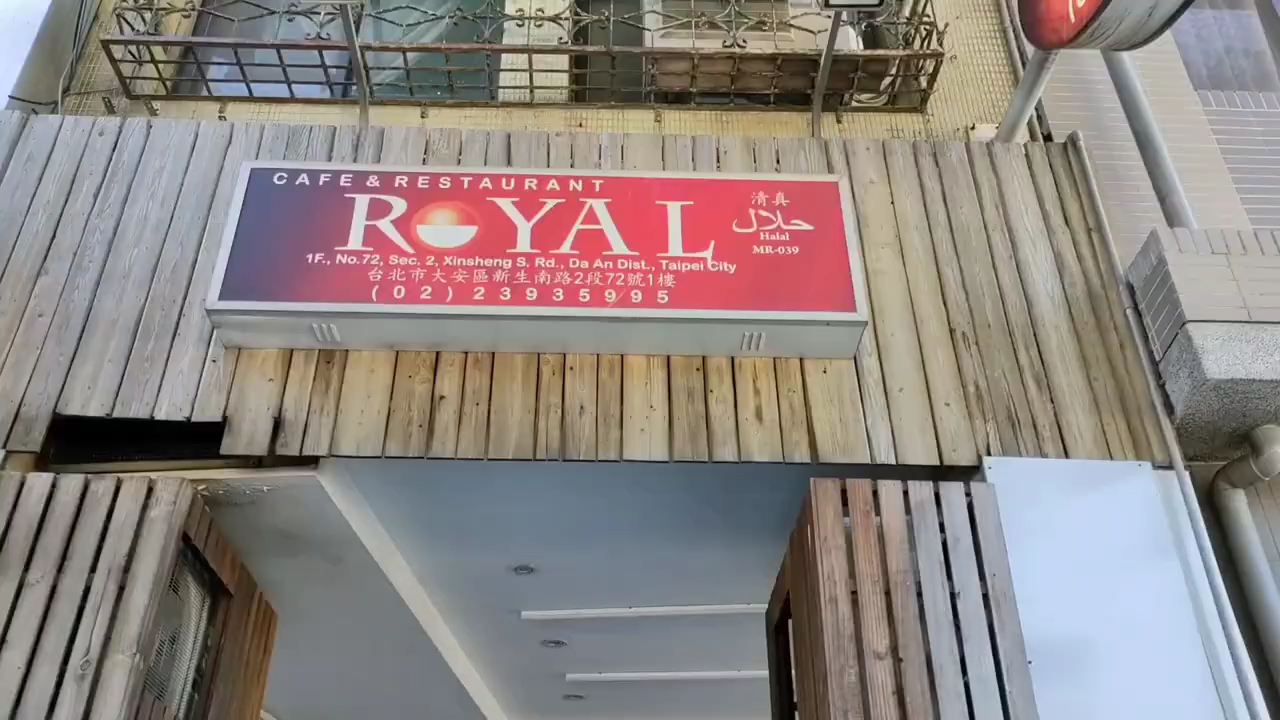 CAFE & RESTAURANT
ROYAL
清真
حلال
Halal
MR-039
1F., No.72, Sec. 2, Xinsheng S. Rd., Da An Dist., Taipei City
台北市大安區新生南路2段72號1樓
(02)23935995